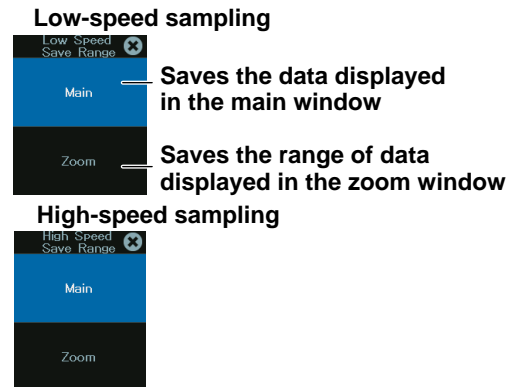 Low-speed sampling
Low Speed
Save Range
Main
Saves the data displayed
in the main window
Zoom
Saves the range of data
displayed in the zoom window
High-speed sampling
High Speed
Save Range
Main
Zoom